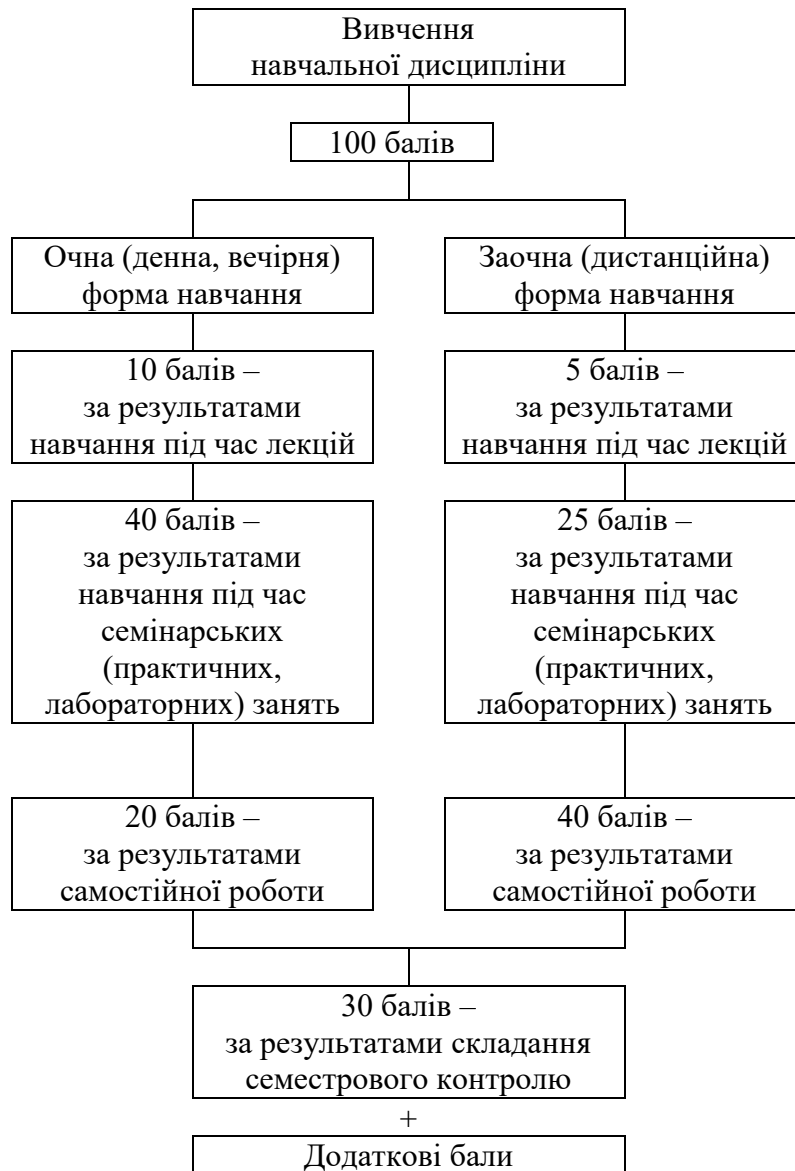 Вивчення
навчальної дисципліни
100 балів
Очна (денна, вечірня)
форма навчання
Заочна (дистанційна)
форма навчання
10 балів –
за результатами
навчання під час лекцій
5 балів –
за результатами
навчання під час лекцій
40 балів –
за результатами
навчання під час
семінарських
(практичних,
лабораторних) занять
25 балів –
за результатами
навчання під час
семінарських
(практичних,
лабораторних) занять
20 балів –
за результатами
самостійної роботи
40 балів –
за результатами
самостійної роботи
30 балів –
за результатами складання
семестрового контролю
+
Додаткові бали